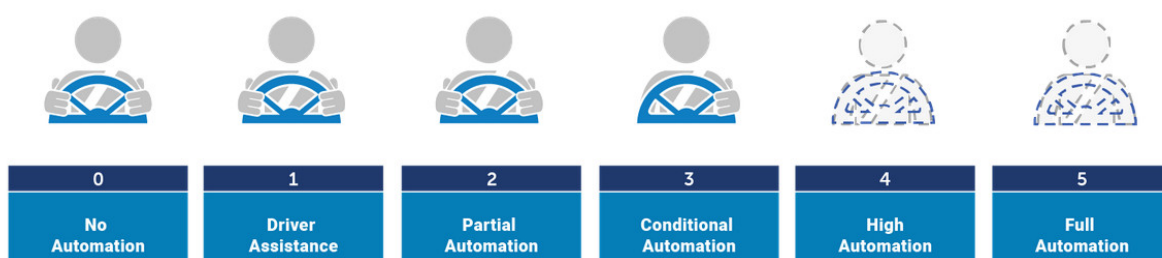 0
No
Automation
1
Driver
Assistance
2
Partial
Automation
3
Conditional
Automation
4
High
Automation
5
Full
Automation